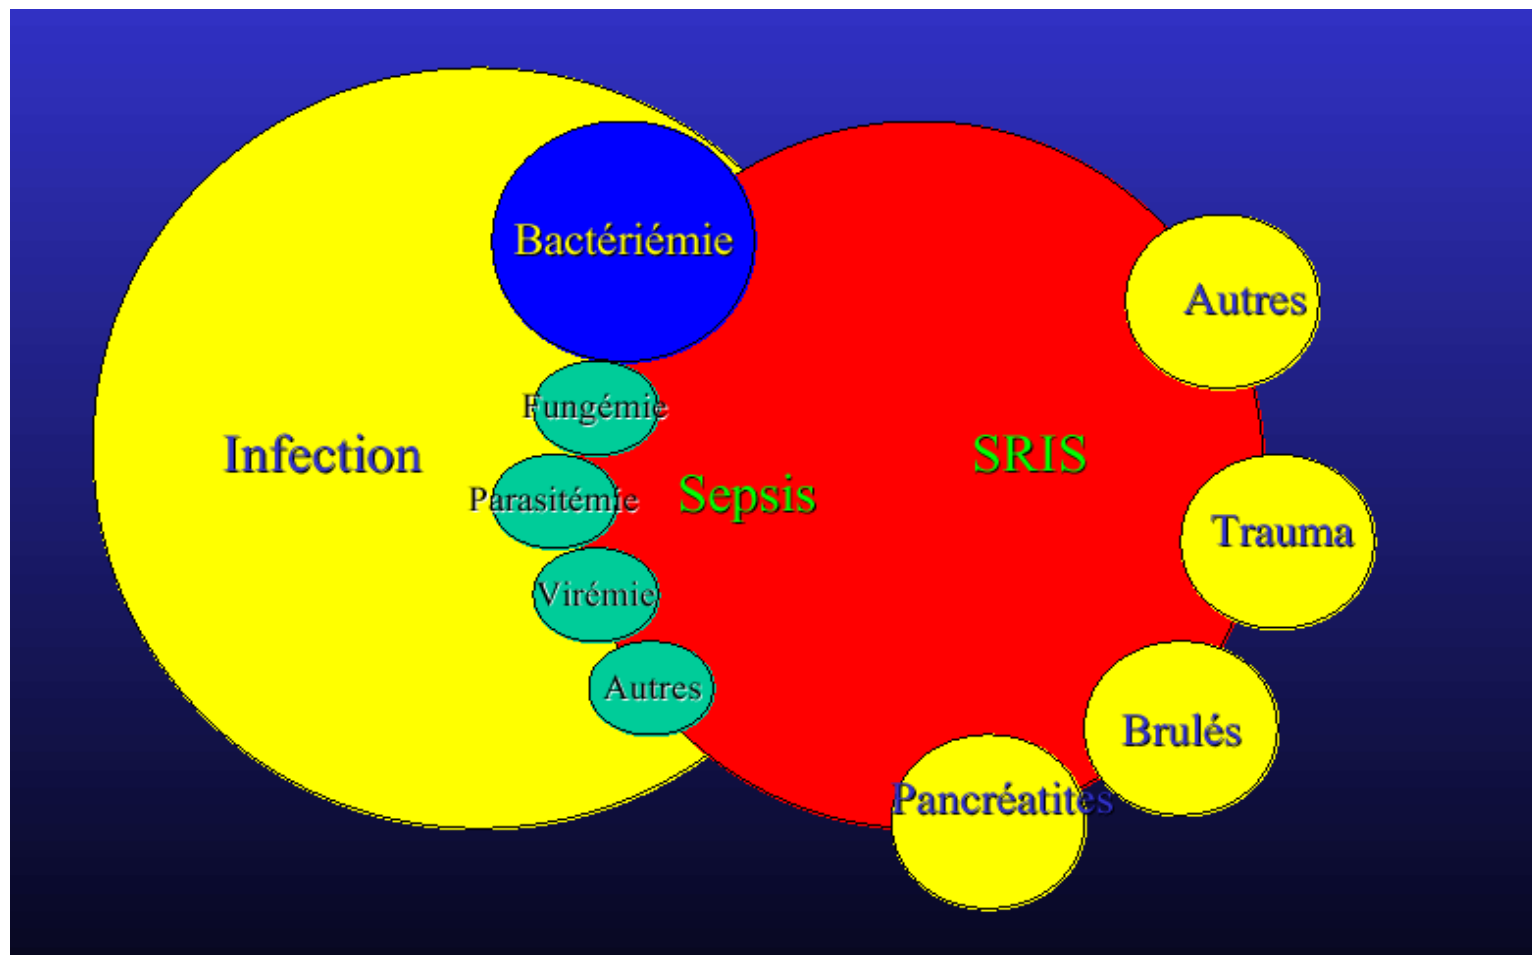 Bactériémie
Autres
Fungémie
Infection
SRIS
Parasitémie
Sepsis
Trauma
Virémie
Autres
Brulés
Pancréatites